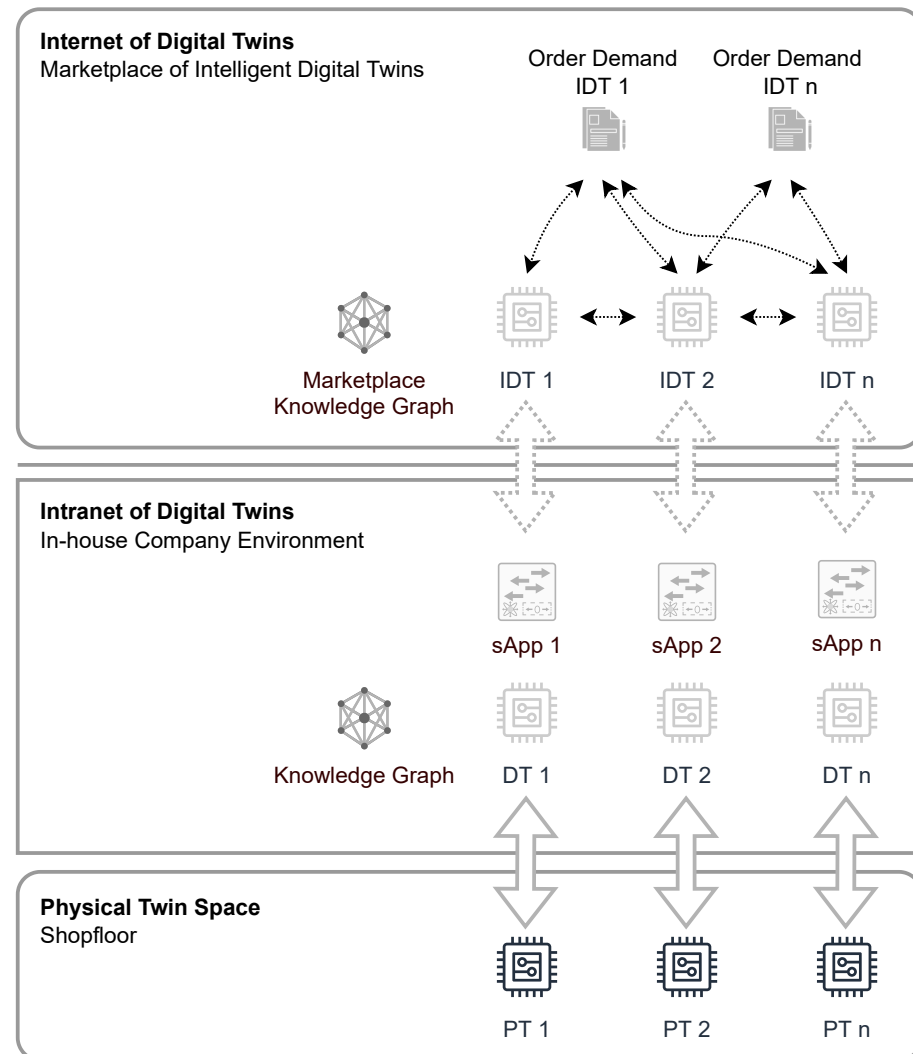 Internet of Digital Twins
Marketplace of Intelligent Digital Twins
Order Demand
IDT 1
Order Demand
IDT n
Marketplace
Knowledge Graph
IDT 1
IDT 2
IDT n
Intranet of Digital Twins
In-house Company Environment
sApp 1
sApp 2
sApp n
Knowledge Graph
DT 1
DT 2
DT n
Physical Twin Space
Shopfloor
PT 1
PT 2
PT n